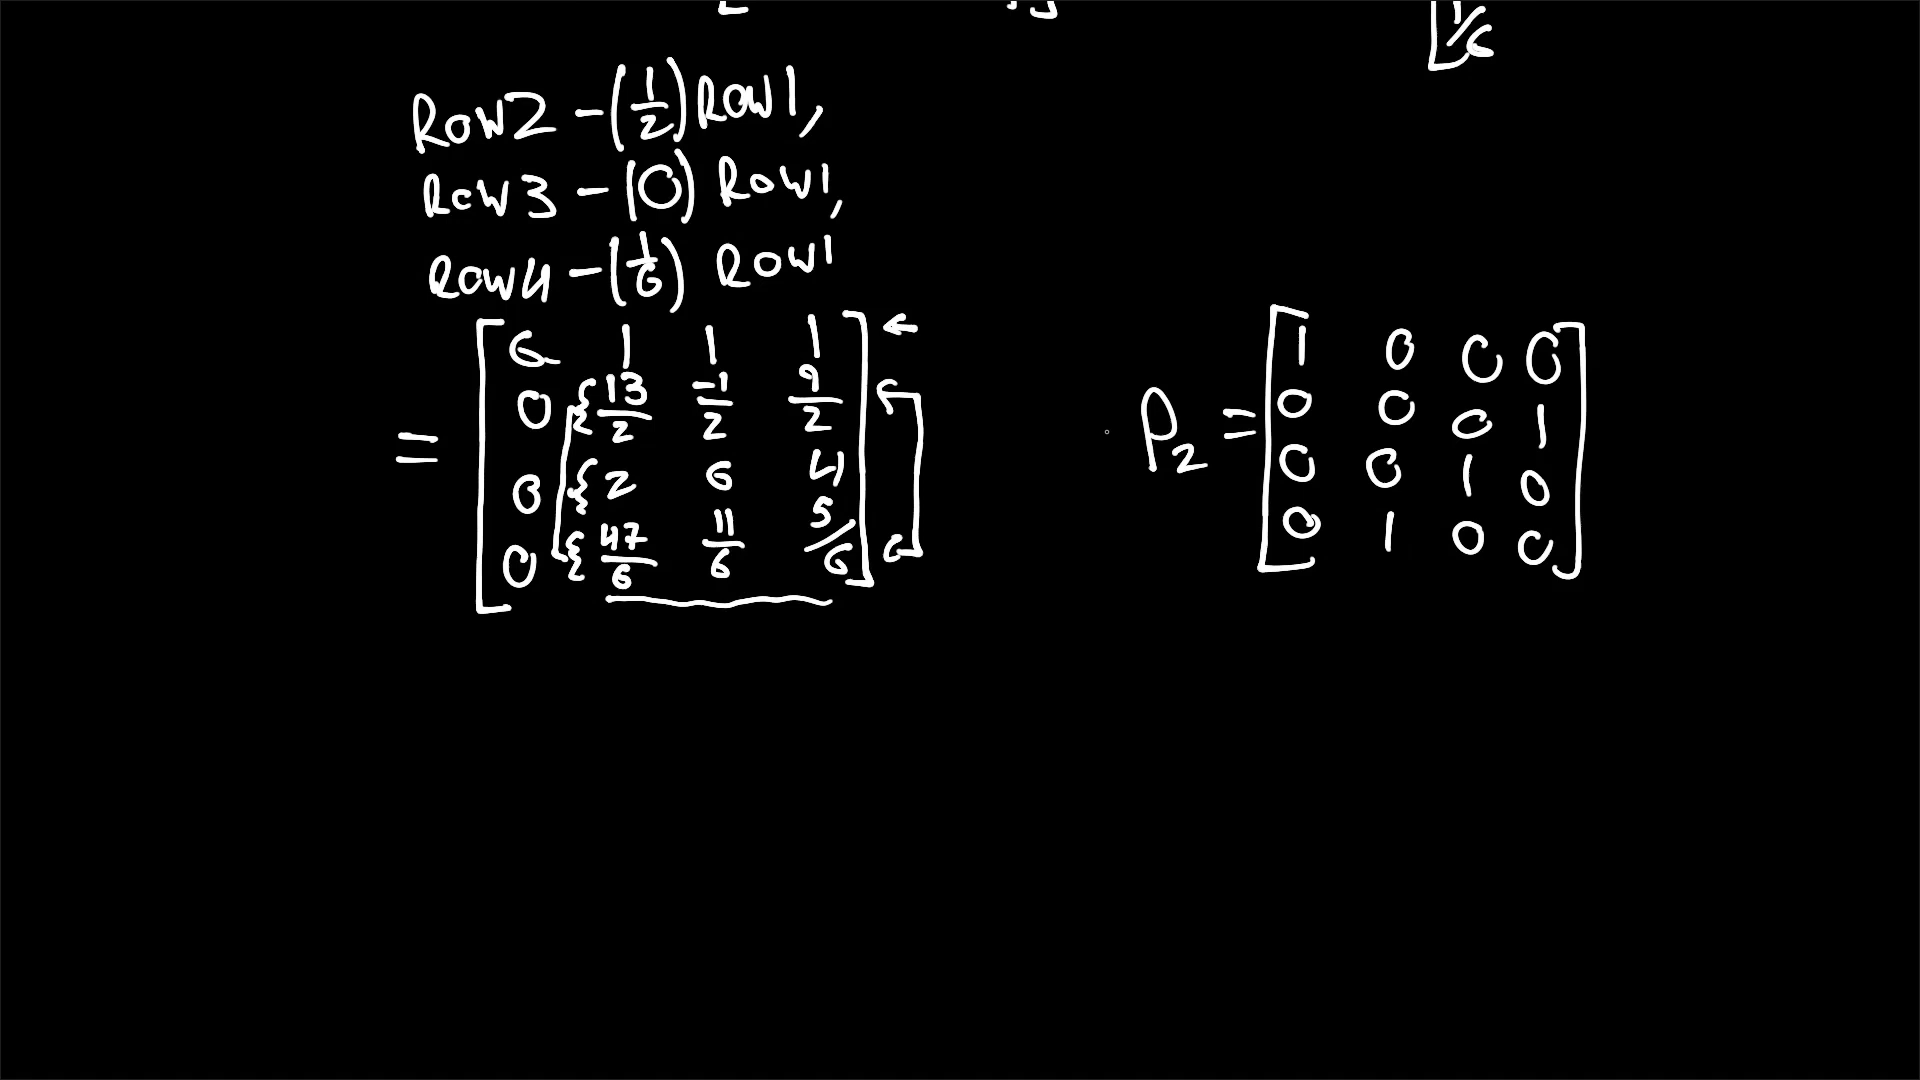 1/6
Row2 - (1/2) Row1,
Row3 - (0) Row1,
Row4 - (1/6) Row1
= [ 6 1 1 1
0 13/2 -1/2 9/2
0 2 6 4
0 47/6 11/6 5/6 ]
P2 = [ 1 0 0 0
0 0 0 1
0 0 1 0
0 1 0 0 ]